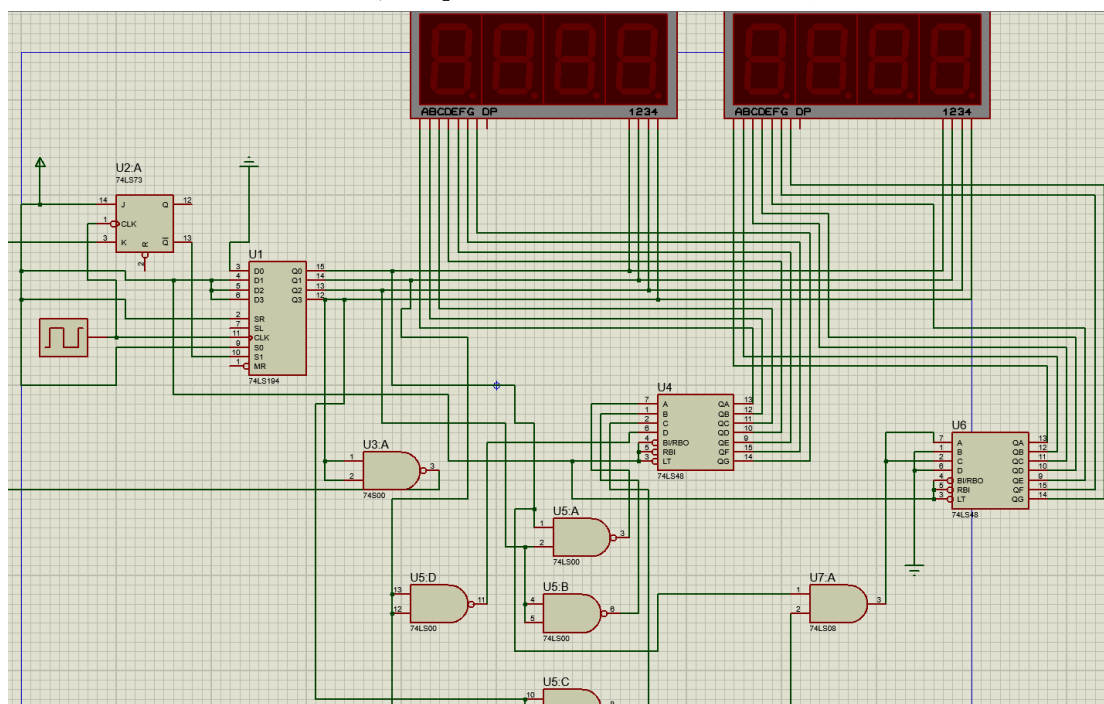 ABCDEFG DP
1234
ABCDEFG DP
1234
U2:A
74LS73
14 J Q 12
1 CLK
3 K R Q 13
2
U1
3 D0 Q0 15
4 D1 Q1 14
5 D2 Q2 13
6 D3 Q3 12
2 SR
7 SL
11 CLK
9 S0
10 S1
1 MR
74LS194
U4
7 A QA 13
1 B QB 12
2 C QC 11
6 D QD 10
4 BI/RBO QE 9
5 RBI QF 15
3 LT QG 14
74LS48
U6
7 A QA 13
1 B QB 12
2 C QC 11
6 D QD 10
4 BI/RBO QE 9
5 RBI QF 15
3 LT QG 14
74LS48
U3:A
1
2
3
74S00
U5:A
1
2
3
74LS00
U5:D
13
12
11
74LS00
U5:B
4
5
6
74LS00
U7:A
1
2
3
74LS08
U5:C
10